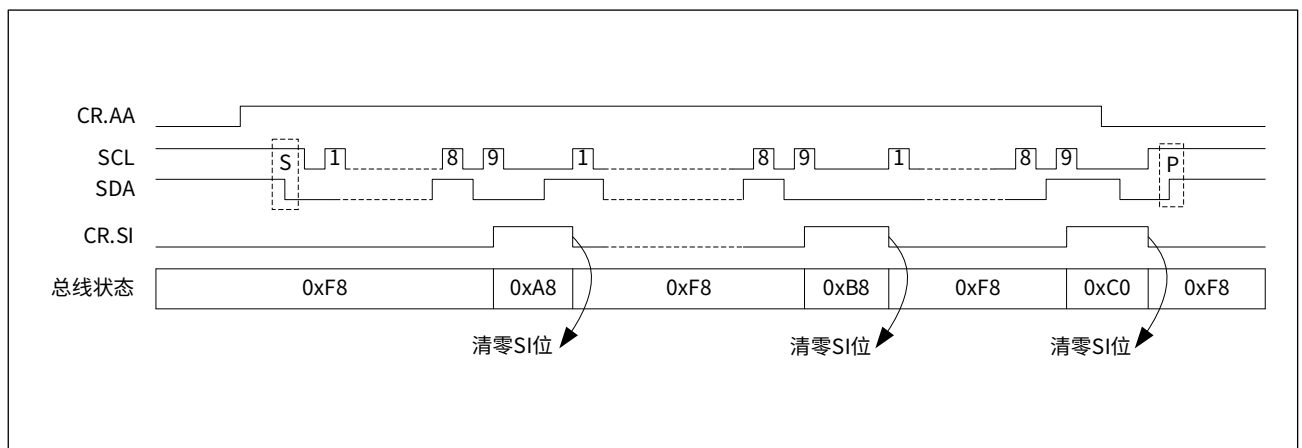 CR.AA
SCL S 1 8 9 1 8 9 1 8 9 P
SDA
CR.SI
总线状态 0xF8 0xA8 0xF8 0xB8 0xF8 0xC0 0xF8
清零SI位 清零SI位 清零SI位